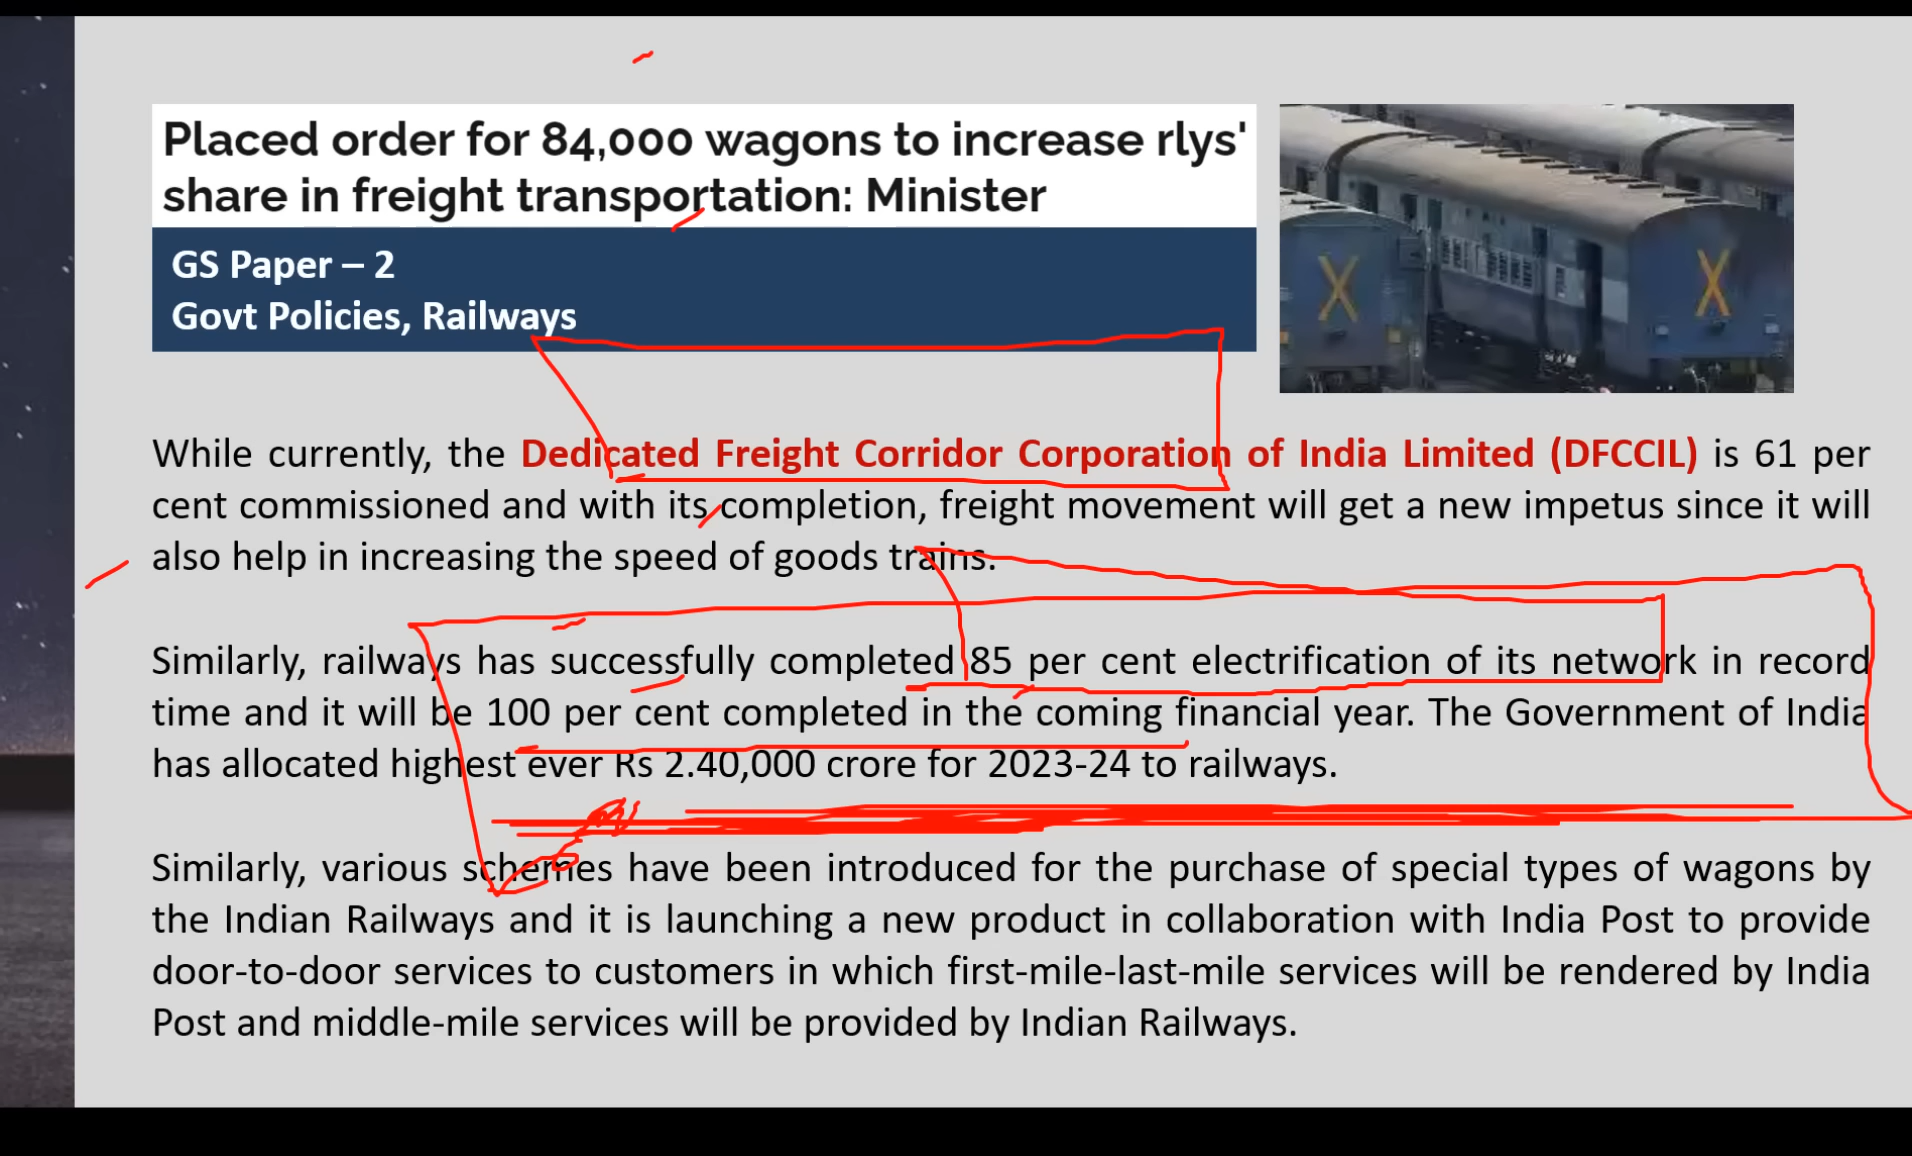 Placed order for 84,000 wagons to increase rlys'
share in freight transportation: Minister
GS Paper – 2
Govt Policies, Railways
While currently, the Dedicated Freight Corridor Corporation of India Limited (DFCCIL) is 61 per
cent commissioned and with its completion, freight movement will get a new impetus since it will
also help in increasing the speed of goods trains.
Similarly, railways has successfully completed 85 per cent electrification of its network in record
time and it will be 100 per cent completed in the coming financial year. The Government of India
has allocated highest ever Rs 2.40,000 crore for 2023-24 to railways.
Similarly, various schemes have been introduced for the purchase of special types of wagons by
the Indian Railways and it is launching a new product in collaboration with India Post to provide
door-to-door services to customers in which first-mile-last-mile services will be rendered by India
Post and middle-mile services will be provided by Indian Railways.